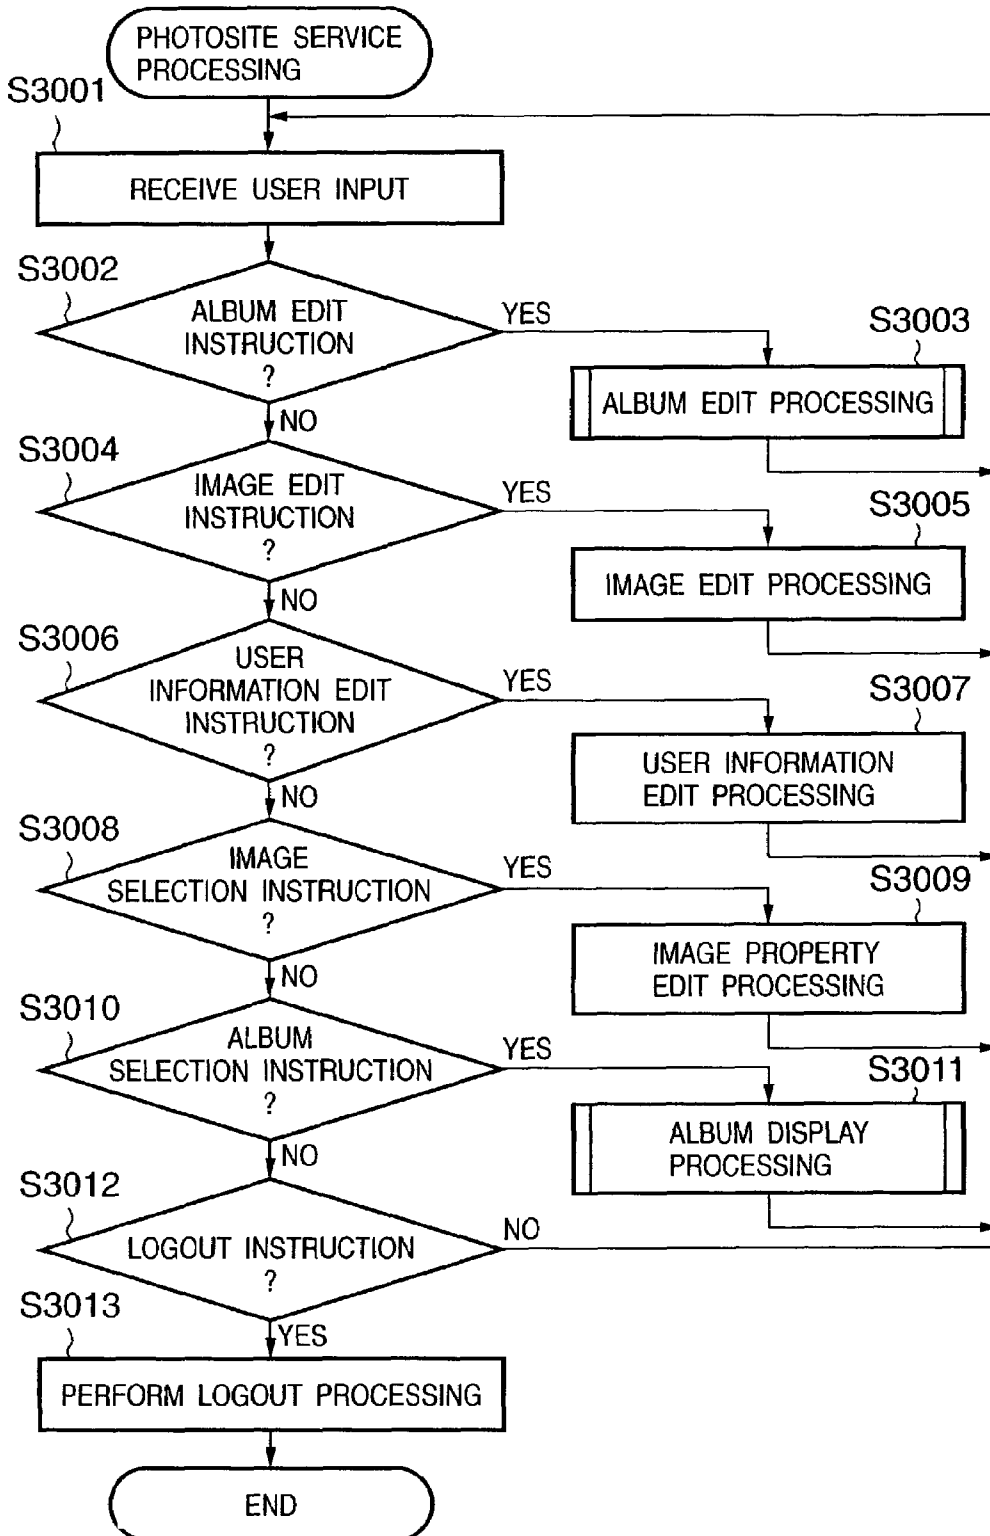 PHOTOSITE SERVICE
PROCESSING
S3001
RECEIVE USER INPUT
S3002
ALBUM EDIT
INSTRUCTION
?
YES
NO
S3003
ALBUM EDIT PROCESSING
S3004
IMAGE EDIT
INSTRUCTION
?
YES
NO
S3005
IMAGE EDIT PROCESSING
S3006
USER
INFORMATION EDIT
INSTRUCTION
?
YES
NO
S3007
USER INFORMATION
EDIT PROCESSING
S3008
IMAGE
SELECTION INSTRUCTION
?
YES
NO
S3009
IMAGE PROPERTY
EDIT PROCESSING
S3010
ALBUM
SELECTION INSTRUCTION
?
YES
NO
S3011
ALBUM DISPLAY
PROCESSING
S3012
LOGOUT INSTRUCTION
?
NO
YES
S3013
PERFORM LOGOUT PROCESSING
END